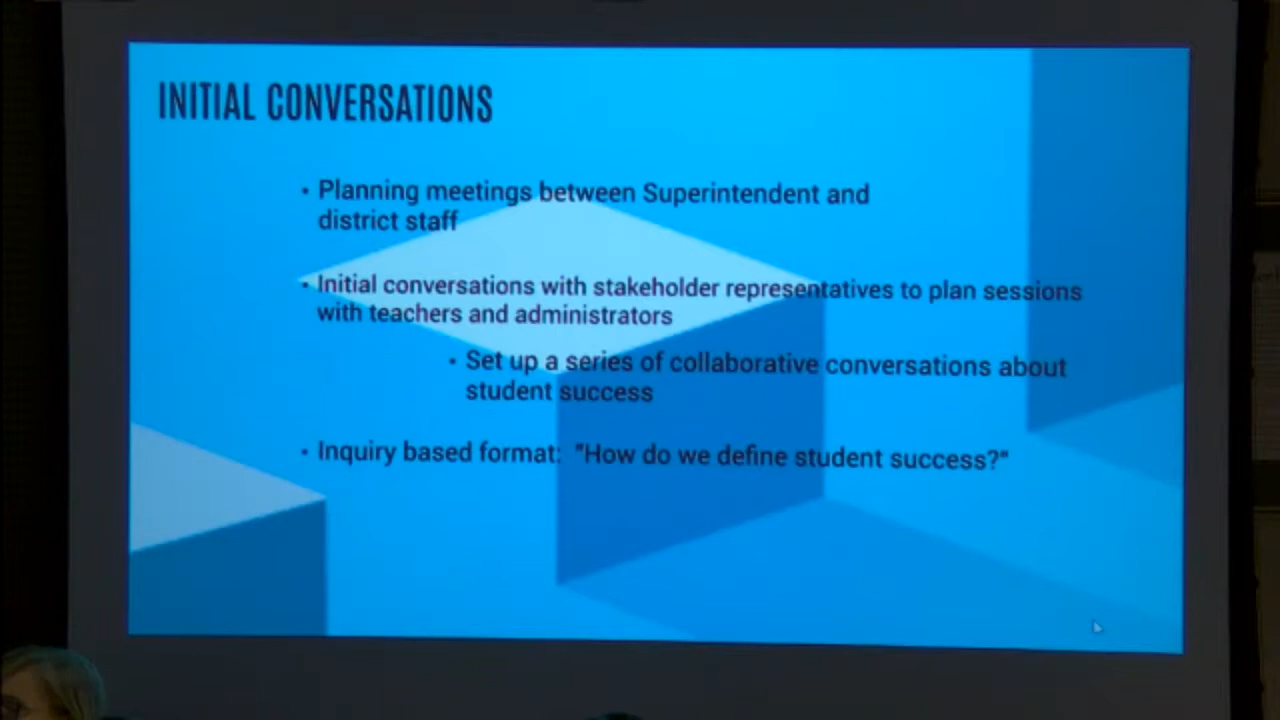 INITIAL CONVERSATIONS
• Planning meetings between Superintendent and
district staff
• Initial conversations with stakeholder representatives to plan sessions
with teachers and administrators
• Set up a series of collaborative conversations about
student success
• Inquiry based format: "How do we define student success?"